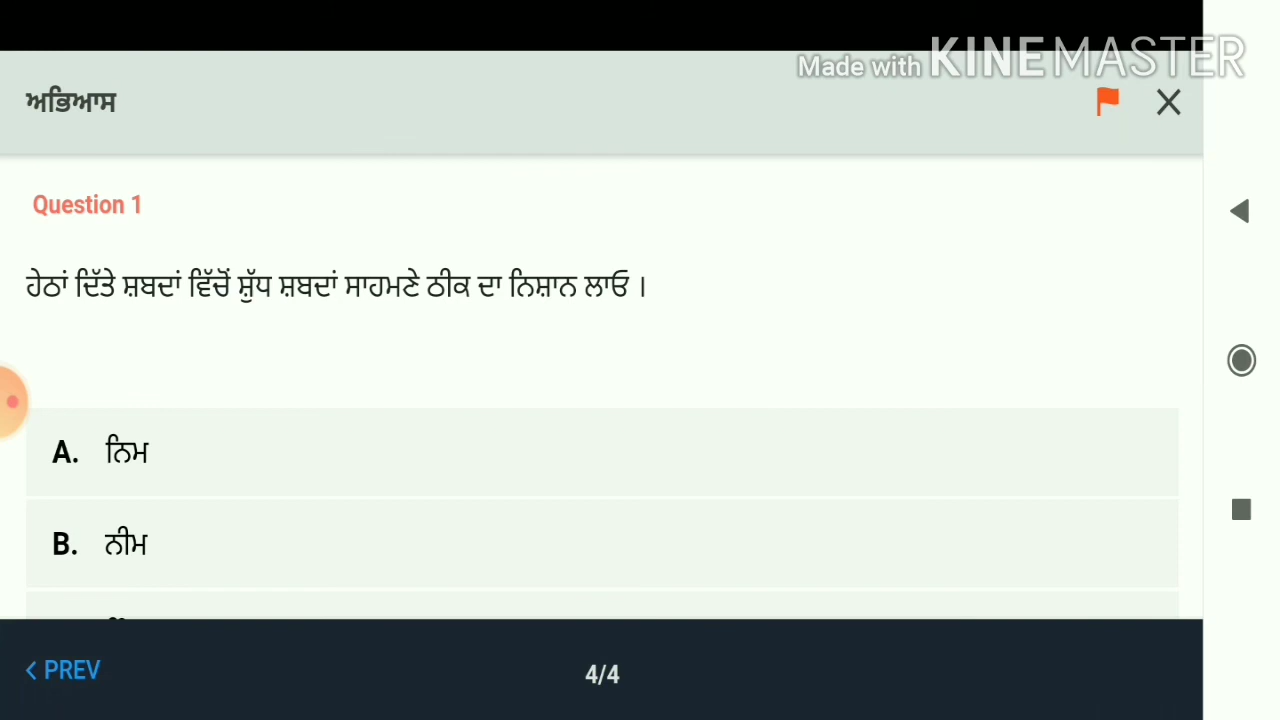 Made with KINEMASTER
ਅਭਿਆਸ
Question 1
ਹੇਠਾਂ ਦਿੱਤੇ ਸ਼ਬਦਾਂ ਵਿੱਚੋਂ ਸ਼ੁੱਧ ਸ਼ਬਦਾਂ ਸਾਹਮਣੇ ਠੀਕ ਦਾ ਨਿਸ਼ਾਨ ਲਾਓ ।
A. ਨਿਮ
B. ਨੀਮ
< PREV
4/4